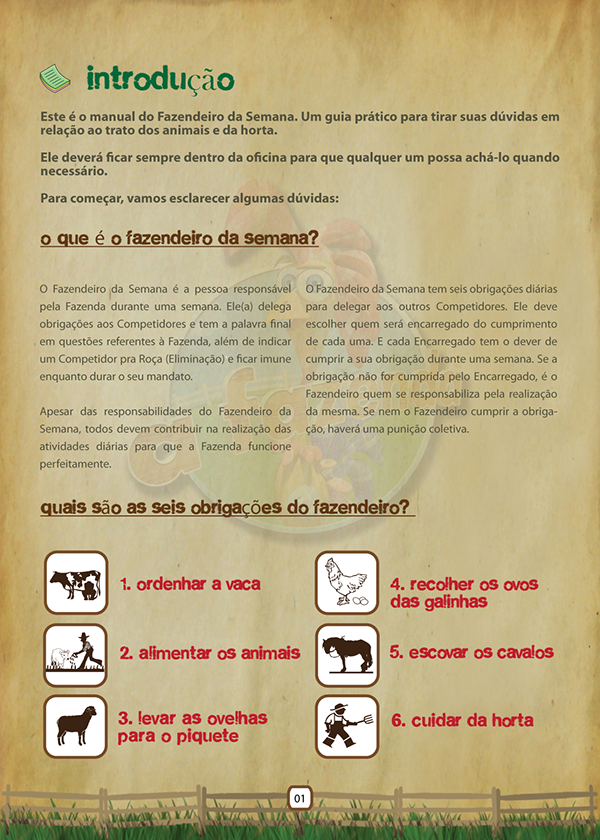 introdução
Este é o manual do Fazendeiro da Semana. Um guia prático para tirar suas dúvidas em
relação ao trato dos animais e da horta.
Ele deverá ficar sempre dentro da oficina para que qualquer um possa achá-lo quando
necessário.
Para começar, vamos esclarecer algumas dúvidas:
o que é o fazendeiro da semana?
O Fazendeiro da Semana é a pessoa responsável
pela Fazenda durante uma semana. Ele(a) delega
obrigações aos Competidores e tem a palavra final
em questões referentes à Fazenda, além de indicar
um Competidor pra Roça (Eliminação) e ficar imune
enquanto durar o seu mandato.
Apesar das responsabilidades do Fazendeiro da
Semana, todos devem contribuir na realização das
atividades diárias para que a Fazenda funcione
perfeitamente.
O Fazendeiro da Semana tem seis obrigações diárias
para delegar aos outros Competidores. Ele deve
escolher quem será encarregado do cumprimento
de cada uma. E cada Encarregado tem o dever de
cumprir a sua obrigação durante uma semana. Se a
obrigação não for cumprida pelo Encarregado, é o
Fazendeiro quem se responsabiliza pela realização
da mesma. Se nem o Fazendeiro cumprir a obriga-
ção, haverá uma punição coletiva.
quais são as seis obrigações do fazendeiro?
1. ordenhar a vaca
2. alimentar os animais
3. levar as ovelhas
para o piquete
4. recolher os ovos
das galinhas
5. escovar os cavalos
6. cuidar da horta
01